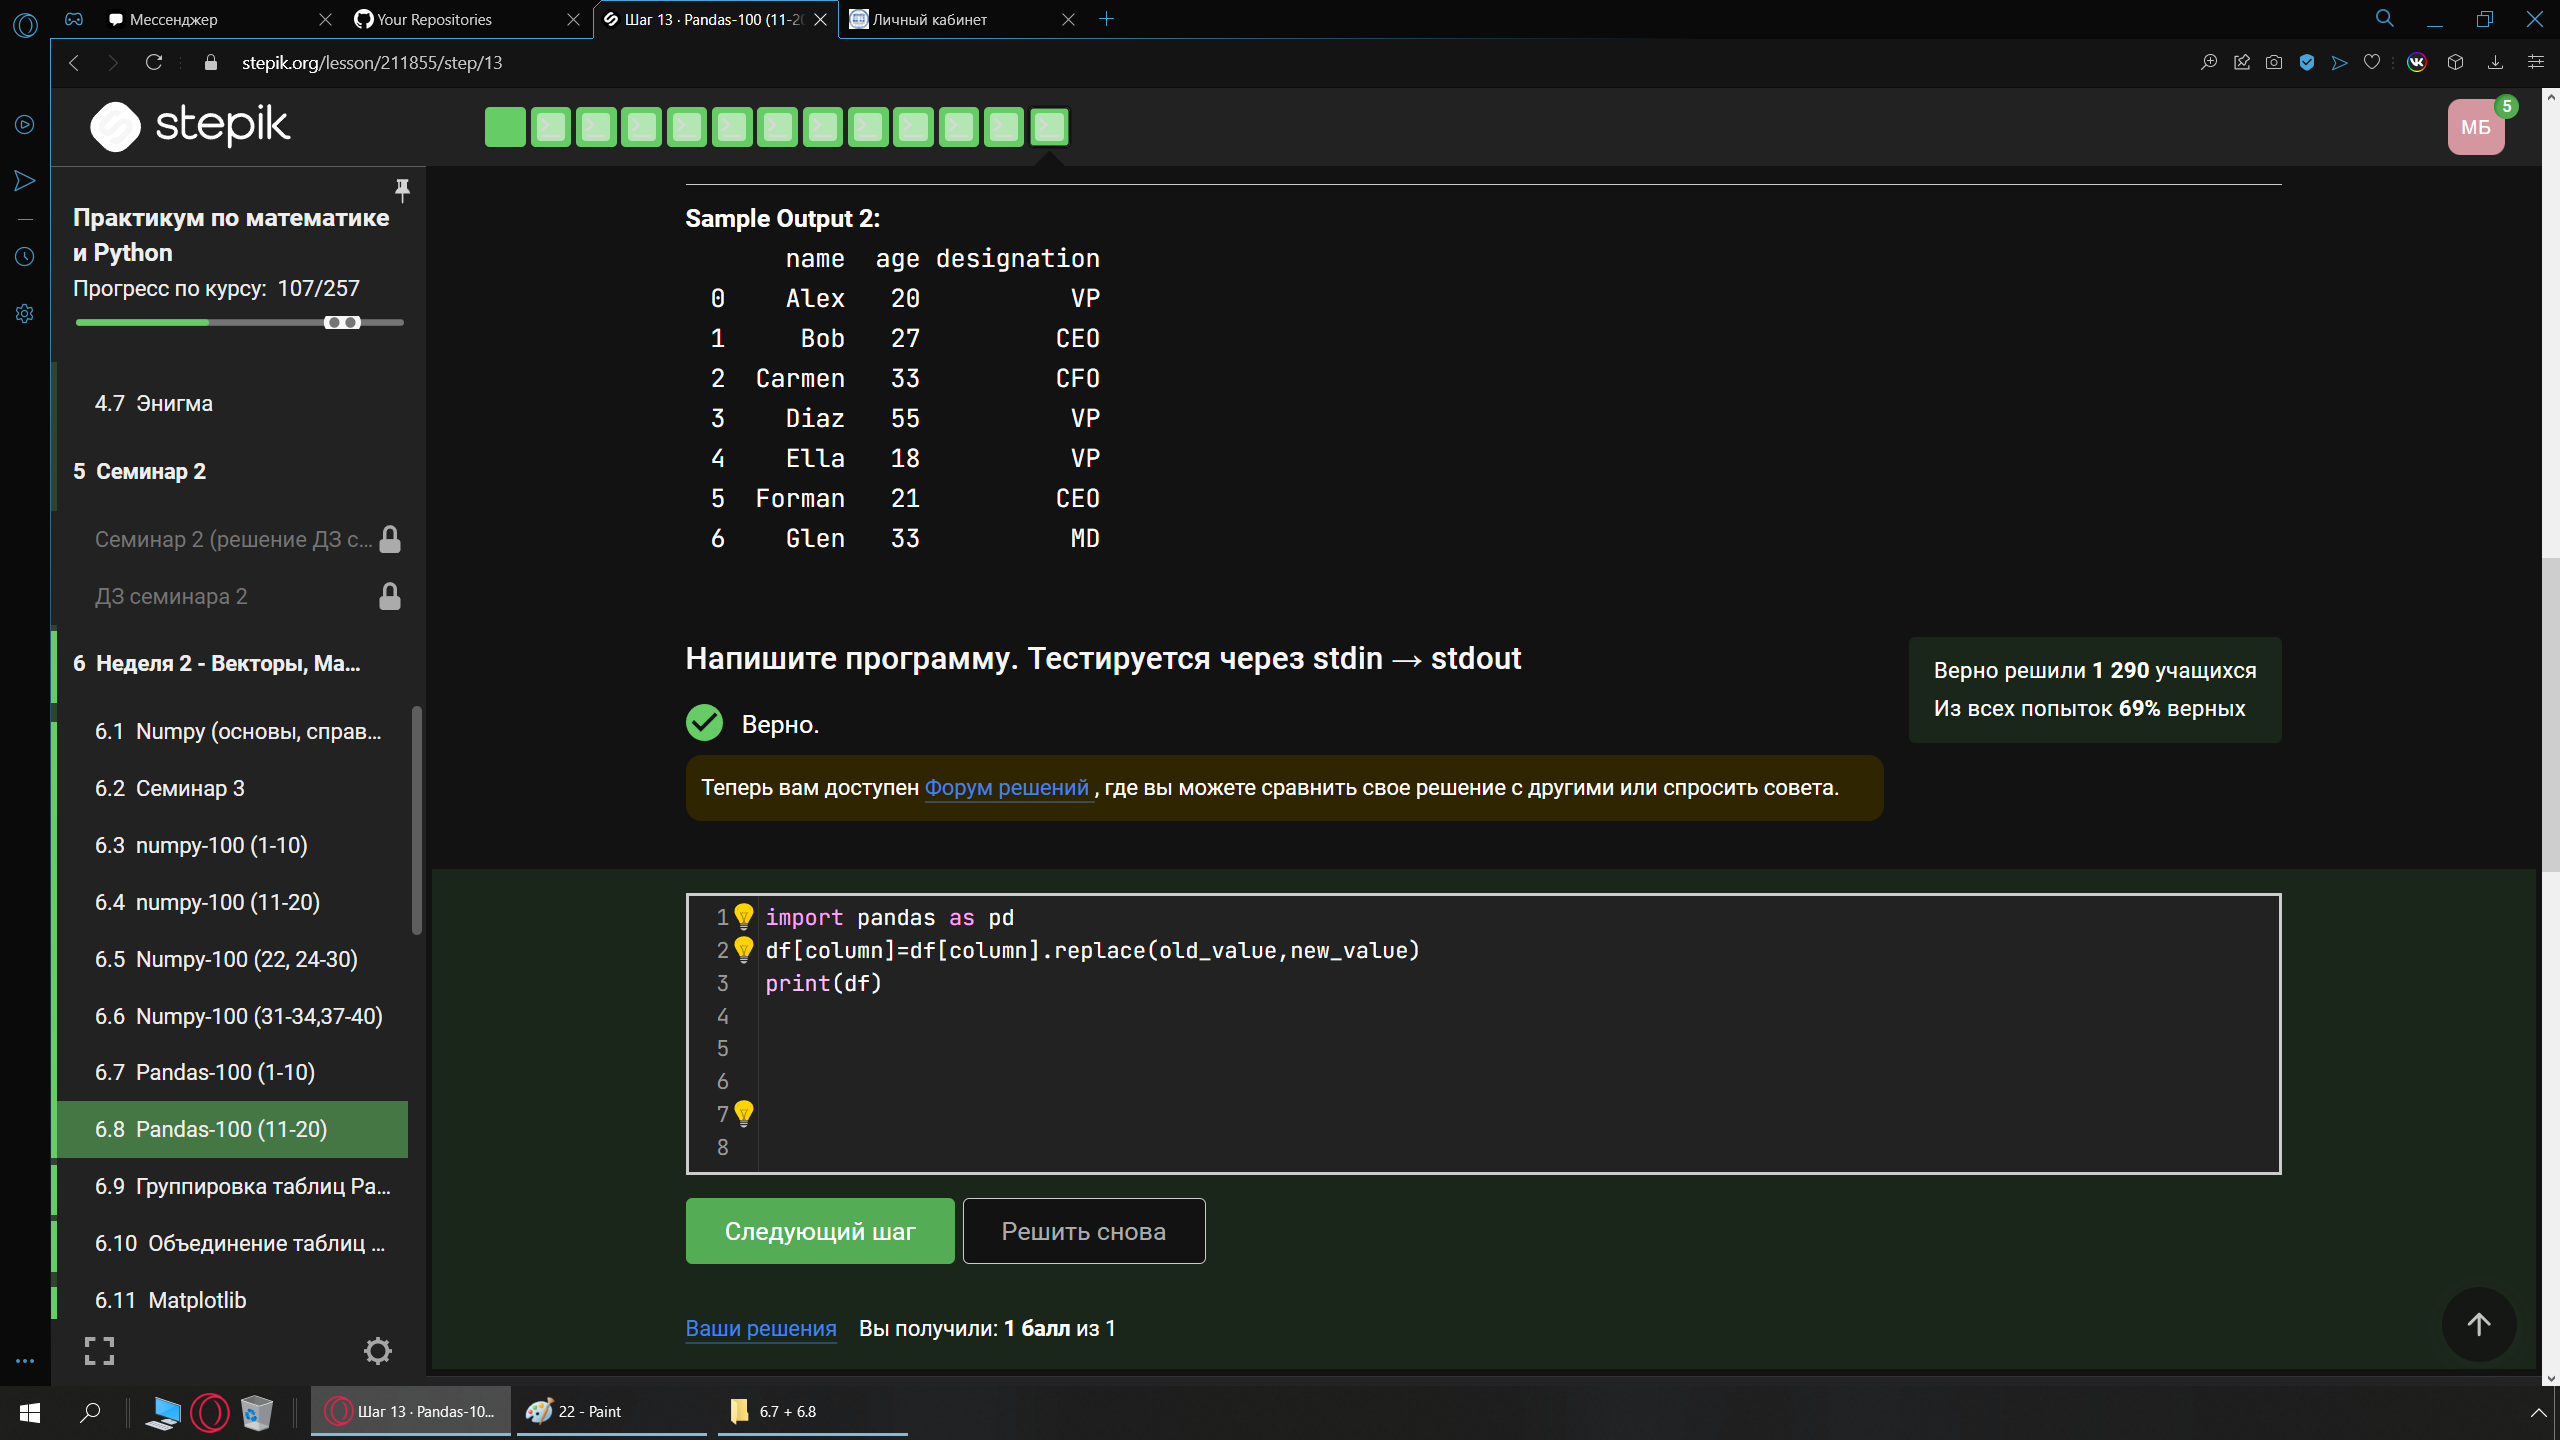 Мессенджер
Your Repositories
Шаг 13 · Pandas-100 (11-20
Личный кабинет
stepik.org/lesson/211855/step/13
stepik
МБ
5
Практикум по математике
и Python
Прогресс по курсу: 107/257
4.7 Энигма
5 Семинар 2
Семинар 2 (решение ДЗ с...
ДЗ семинара 2
6 Неделя 2 - Векторы, Ма...
6.1 Numpy (основы, справ...
6.2 Семинар 3
6.3 numpy-100 (1-10)
6.4 numpy-100 (11-20)
6.5 Numpy-100 (22, 24-30)
6.6 Numpy-100 (31-34,37-40)
6.7 Pandas-100 (1-10)
6.8 Pandas-100 (11-20)
6.9 Группировка таблиц Pa...
6.10 Объединение таблиц ...
6.11 Matplotlib
Sample Output 2:
name age designation
0 Alex 20 VP
1 Bob 27 CEO
2 Carmen 33 CFO
3 Diaz 55 VP
4 Ella 18 VP
5 Forman 21 CEO
6 Glen 33 MD
Напишите программу. Тестируется через stdin → stdout
Верно.
Верно решили 1 290 учащихся
Из всех попыток 69% верных
Теперь вам доступен Форум решений , где вы можете сравнить свое решение с другими или спросить совета.
1 import pandas as pd
2 df[column]=df[column].replace(old_value,new_value)
3 print(df)
4
5
6
7
8
Следующий шаг
Решить снова
Ваши решения Вы получили: 1 балл из 1
Шаг 13 · Pandas-10...
22 - Paint
6.7 + 6.8